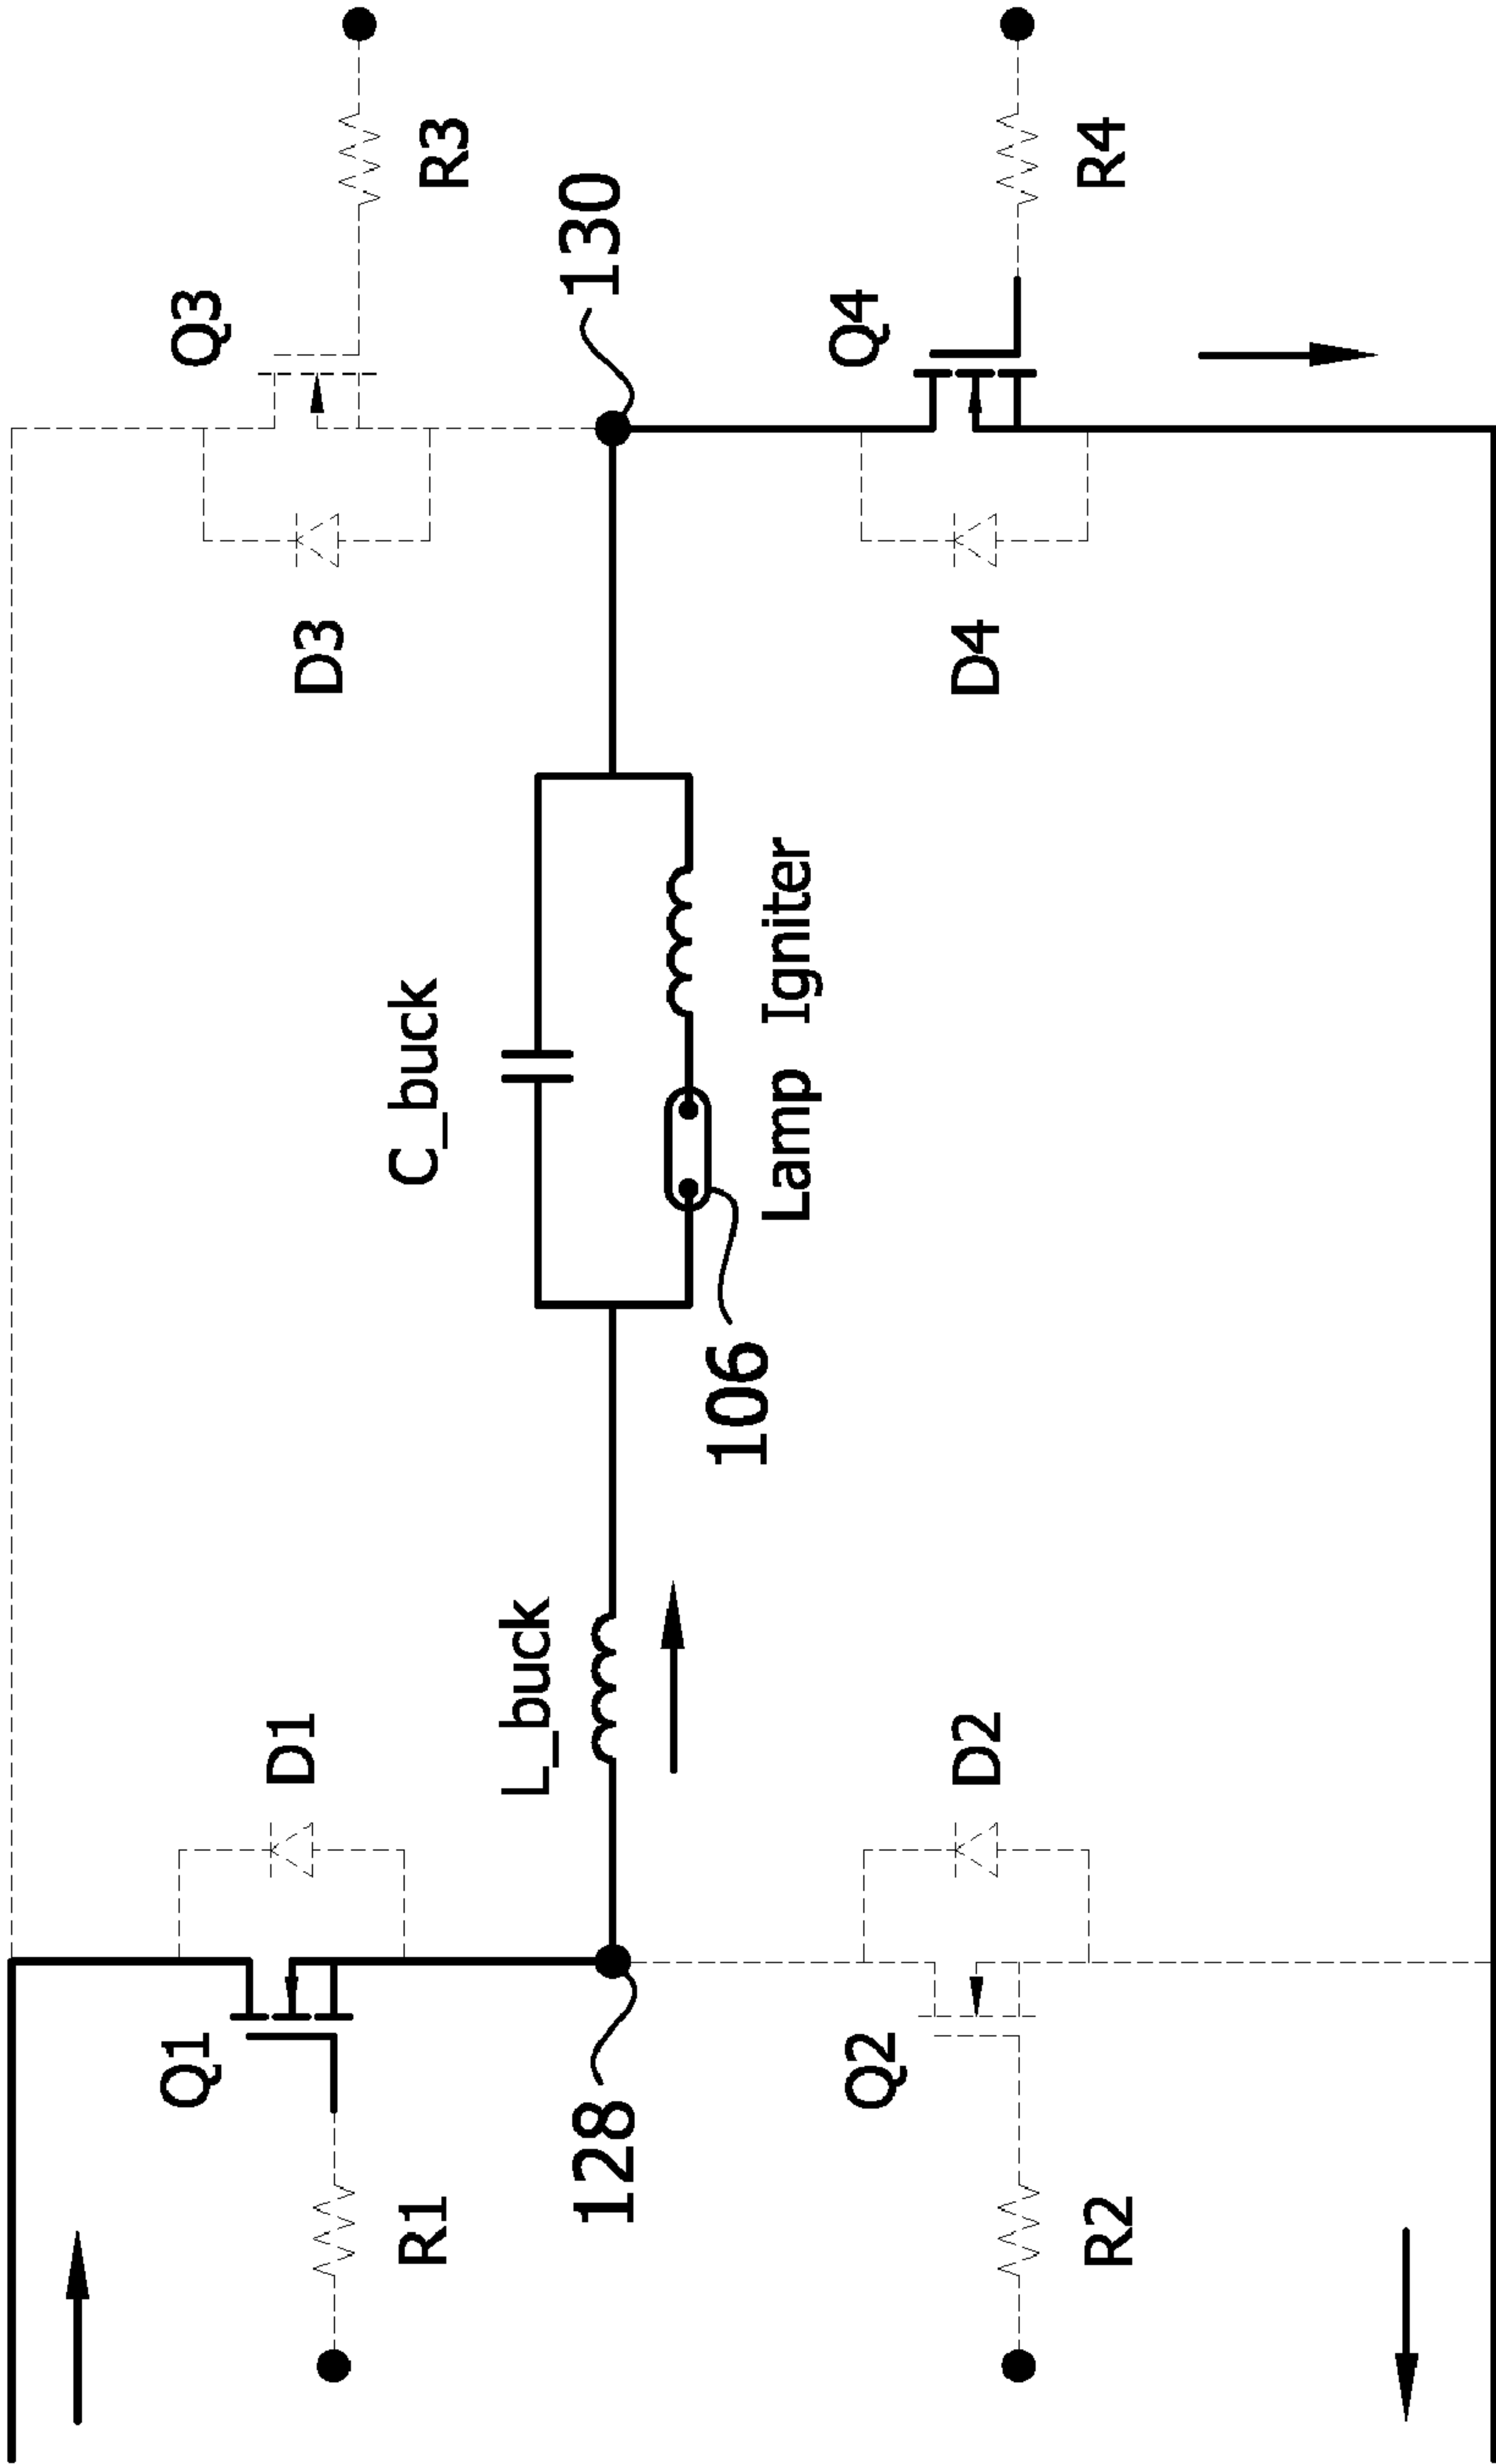 Q1
D1
R1
128
L_buck
Q2
D2
R2
C_buck
106
Lamp Igniter
Q3
D3
R3
130
Q4
D4
R4